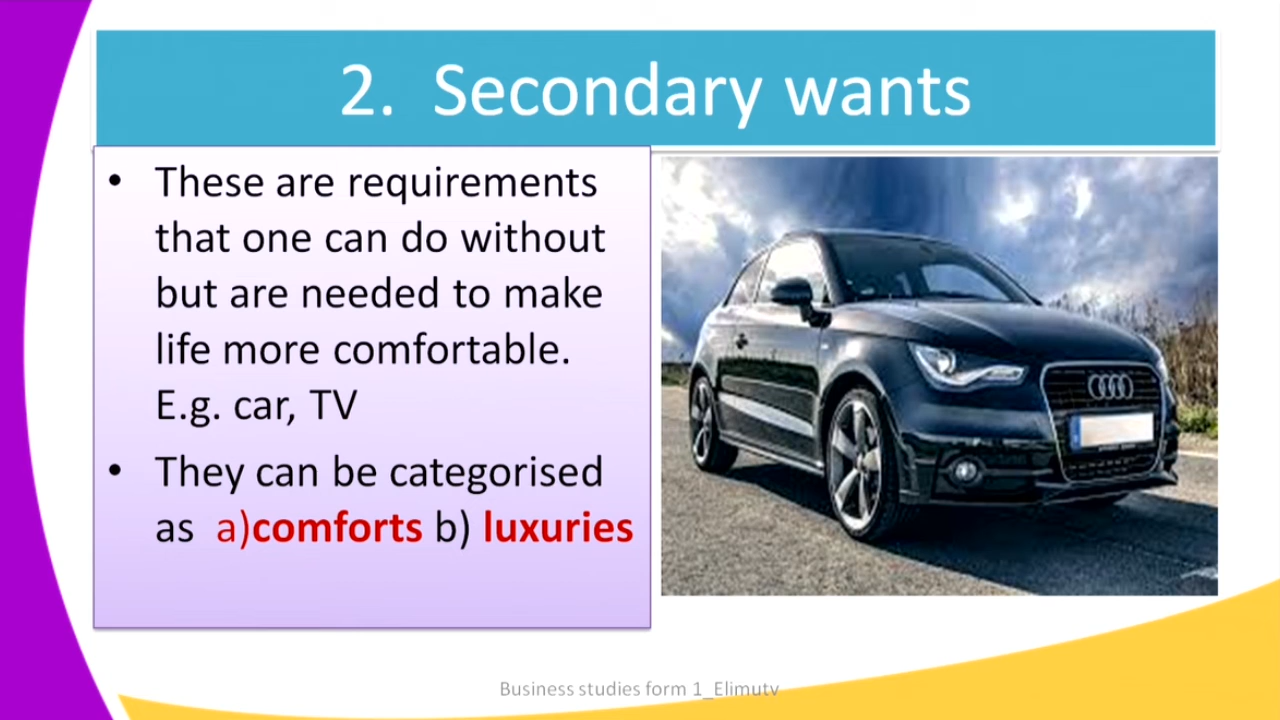 2. Secondary wants
• These are requirements
that one can do without
but are needed to make
life more comfortable.
E.g. car, TV
• They can be categorised
as a)comforts b) luxuries
Business studies form 1_Elimutv